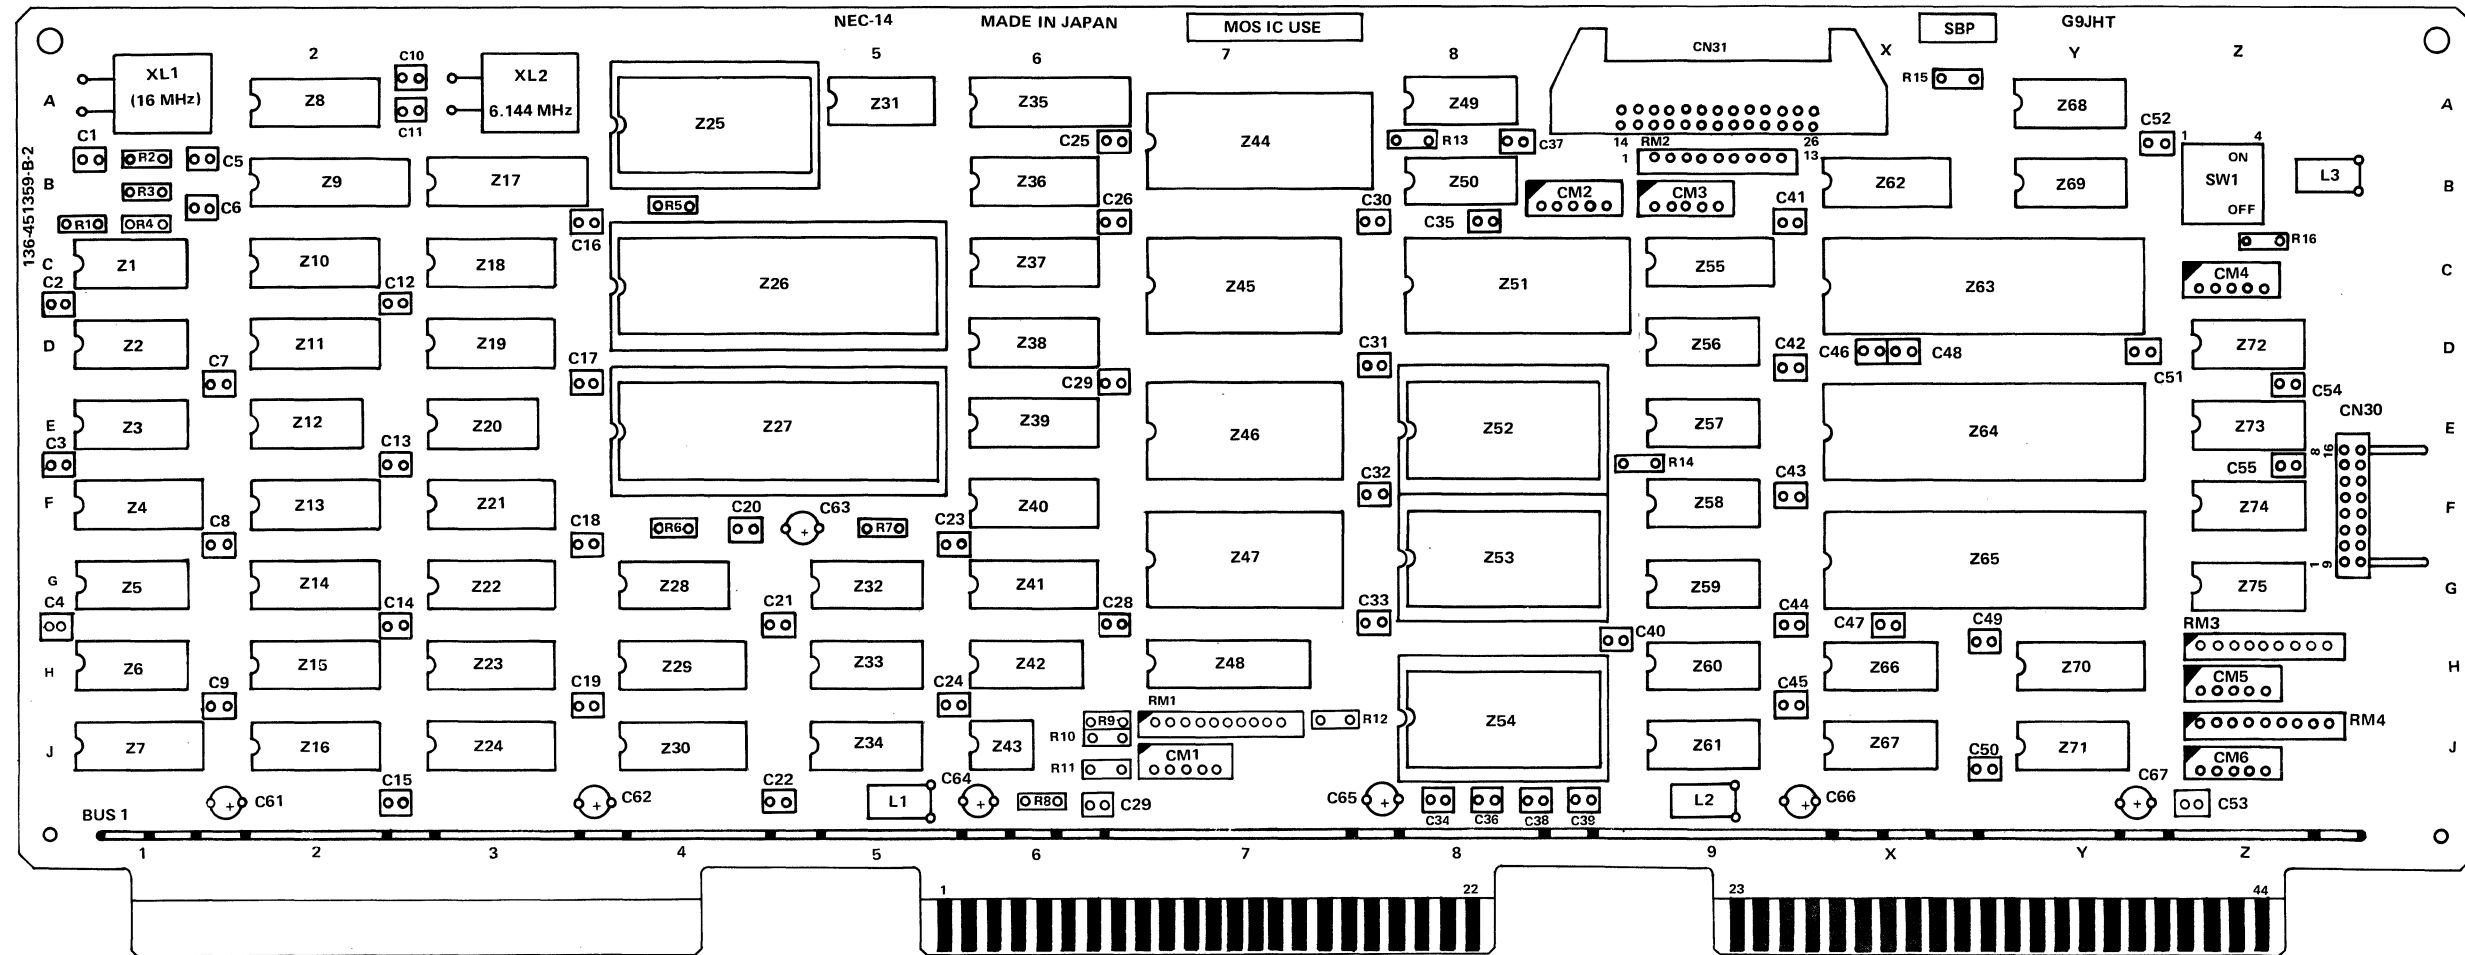 NEC-14 MADE IN JAPAN MOS IC USE SBP G9JHT
2 5 6 7 8 X Y Z
CN31
C10
XL1 (16 MHz)
XL2 6.144 MHz
A Z8 C11 Z25 Z31 Z35 Z44 Z49 R15 Z68 A
C1 C25 R13 C37 14 RM2 26 C52 1 4
136-451359-B-2
R2 C5 1 13 ON
B R3 Z9 Z17 R5 Z36 Z50 CM2 CM3 Z62 Z69 SW1 L3 B
C6 OFF
R1 R4 C16 C26 C30 C35 C41 R16
C Z1 Z10 Z18 Z26 Z37 Z45 Z51 Z55 Z63 CM4 C
C2 C12
D Z2 Z11 Z19 Z38 Z56 Z72 D
C7 C17 C29 C31 C42 C46 C48 C51 C54
CN30
E Z3 Z12 Z20 Z27 Z39 Z46 Z52 Z57 Z64 Z73 E
C3 C13 C32 R14 C43 C55 8 16
F Z4 Z13 Z21 Z40 Z58 Z74 F
C8 C18 R6 C20 C63 R7 C23
G Z5 Z14 Z22 Z28 Z32 Z41 Z47 Z53 Z59 Z65 Z75 1 9 G
C4 C14 C21 C28 C33 C40 C44 C47 C49 RM3
H Z6 Z15 Z23 Z29 Z33 Z42 Z48 Z60 Z66 Z70 CM5 H
C9 C19 C24 RM1 C45
R9 R12 RM4
R10
J Z7 Z16 Z24 Z30 Z34 Z43 CM1 Z54 Z61 Z67 Z71 CM6 J
R11 C50
C61 C15 C62 C22 L1 C64 R8 C29 C65 L2 C66 C67 C53
C34 C36 C38 C39
BUS 1
1 2 3 4 5 6 7 8 9 X Y Z
1 22 23 44